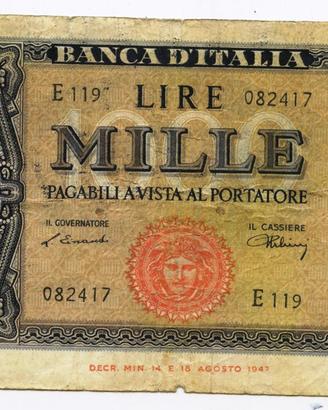 BANCA D'ITALIA
E 119 LIRE 082417
1000
MILLE
PAGABILI A VISTA AL PORTATORE
IL GOVERNATORE IL CASSIERE
082417 E 119
DECR. MIN. 14 E 18 AGOSTO 1947